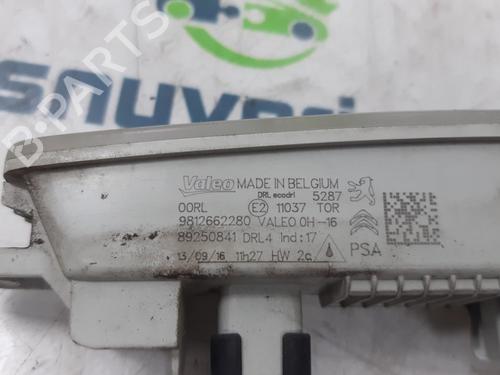 sauvari
B-PARTS
Valeo MADE IN BELGIUM
DRL ecodrl 5287
00RL E2 11037 TOR
9812662280 VALEO 0H-16
89250841 DRL4 Ind:17
13/09/16 11h27 HW 2c
PSA